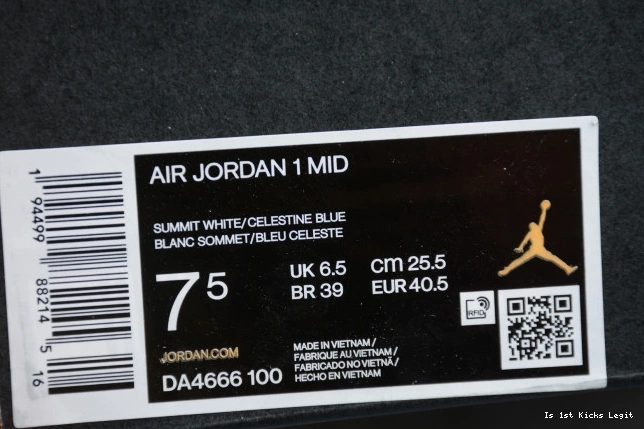 AIR JORDAN 1 MID
SUMMIT WHITE/CELESTINE BLUE
BLANC SOMMET/BLEU CELESTE
7 5
UK 6.5 cm 25.5
BR 39 EUR 40.5
RFID
JORDAN.COM
DA4666 100
MADE IN VIETNAM /
FABRIQUE AU VIETNAM /
FABRICADO NO VIETNÃ /
HECHO EN VIETNAM
1 94499 88214 5 16
Is 1st Kicks Legit